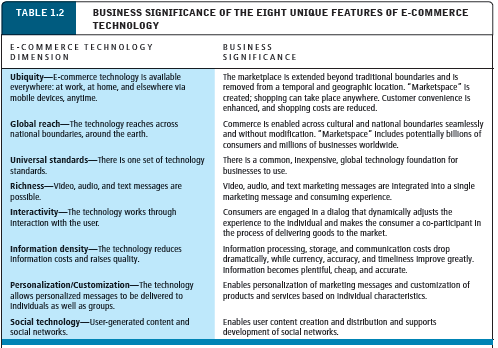 TABLE 1.2
BUSINESS SIGNIFICANCE OF THE EIGHT UNIQUE FEATURES OF E-COMMERCE
TECHNOLOGY
E-COMMERCE TECHNOLOGY
DIMENSION
BUSINESS
SIGNIFICANCE
Ubiquity—E-commerce technology is available
everywhere: at work, at home, and elsewhere via
mobile devices, anytime.
The marketplace is extended beyond traditional boundaries and is
removed from a temporal and geographic location. "Marketspace" is
created; shopping can take place anywhere. Customer convenience is
enhanced, and shopping costs are reduced.
Global reach—The technology reaches across
national boundaries, around the earth.
Commerce is enabled across cultural and national boundaries seamlessly
and without modification. "Marketspace" includes potentially billions of
consumers and millions of businesses worldwide.
Universal standards—There is one set of technology
standards.
There is a common, inexpensive, global technology foundation for
businesses to use.
Richness—Video, audio, and text messages are
possible.
Video, audio, and text marketing messages are integrated into a single
marketing message and consuming experience.
Interactivity—The technology works through
interaction with the user.
Consumers are engaged in a dialog that dynamically adjusts the
experience to the individual and makes the consumer a co-participant in
the process of delivering goods to the market.
Information density—The technology reduces
information costs and raises quality.
Information processing, storage, and communication costs drop
dramatically, while currency, accuracy, and timeliness improve greatly.
Information becomes plentiful, cheap, and accurate.
Personalization/Customization—The technology
allows personalized messages to be delivered to
individuals as well as groups.
Enables personalization of marketing messages and customization of
products and services based on individual characteristics.
Social technology—User-generated content and
social networks.
Enables user content creation and distribution and supports
development of social networks.